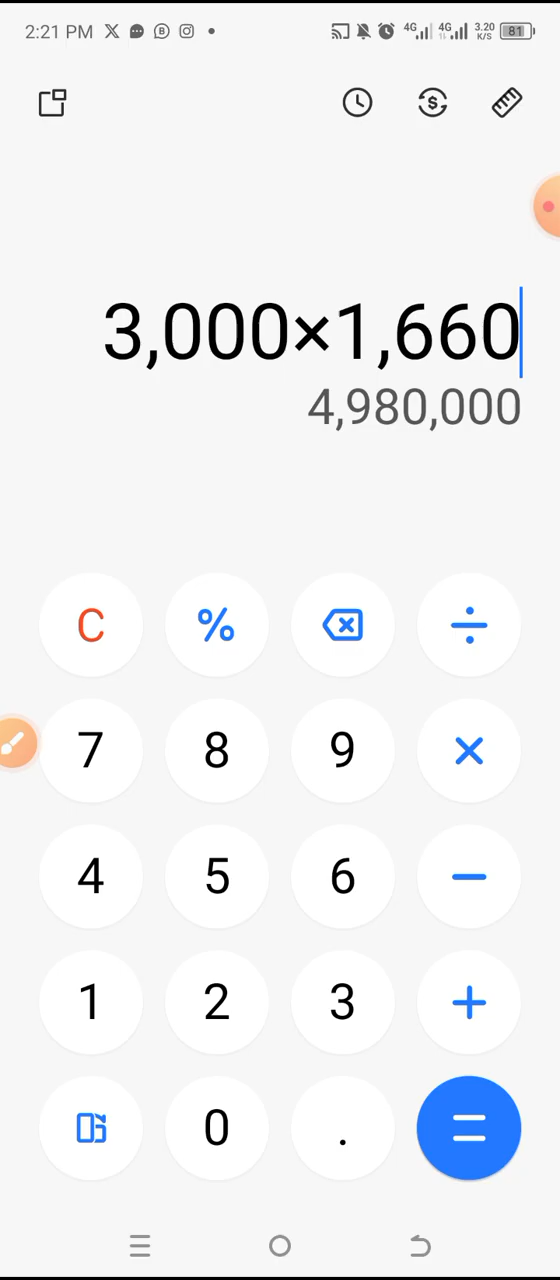 2:21 PM 4G 4G 3.20 K/S 81
3,000×1,660
4,980,000
C % ÷
7 8 9 ×
4 5 6 −
1 2 3 +
0 . =